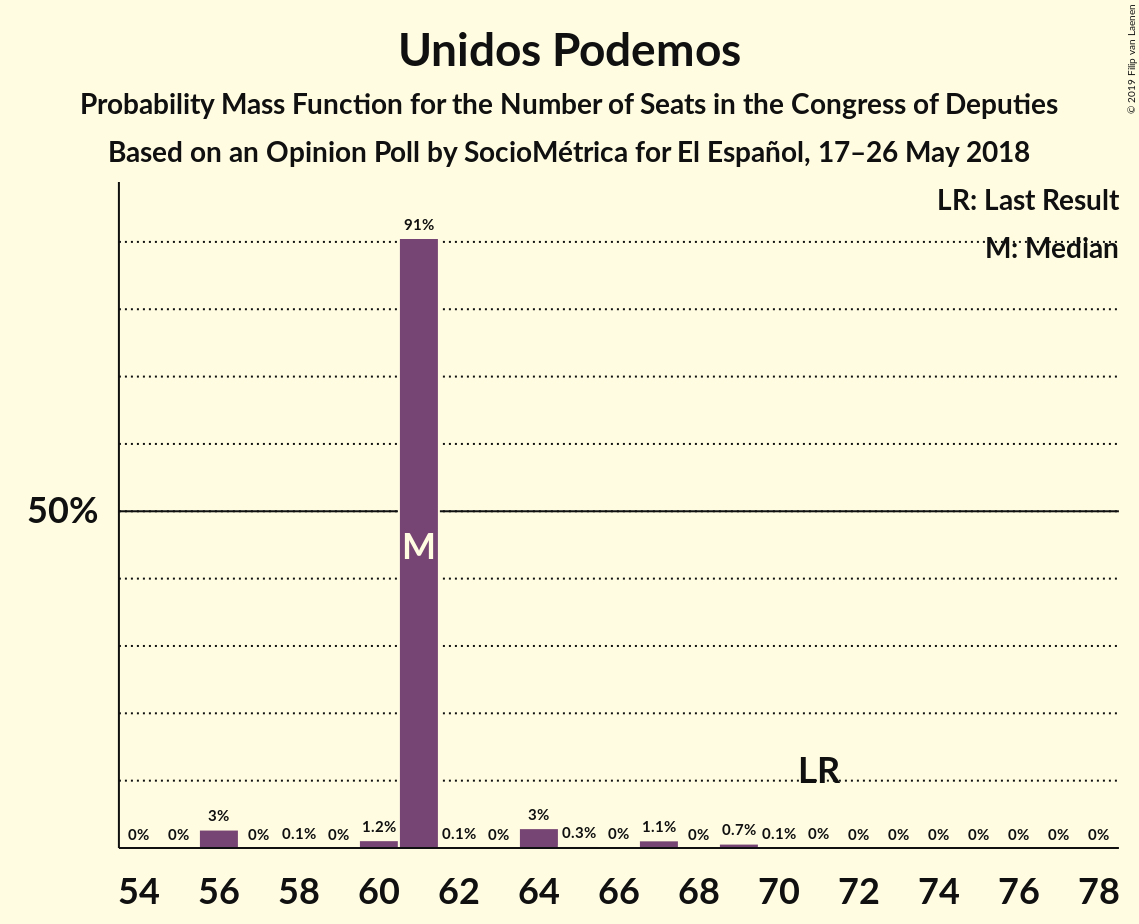 Unidos Podemos
Probability Mass Function for the Number of Seats in the Congress of Deputies
Based on an Opinion Poll by SocioMétrica for El Español, 17–26 May 2018
© 2019 Filip van Laenen
LR: Last Result
M: Median
50%
0% 0% 3% 0% 0.1% 0% 1.2% 91% 0.1% 0% 3% 0.3% 0% 1.1% 0% 0.7% 0.1% 0% 0% 0% 0% 0% 0% 0% 0%
M
LR
54 56 58 60 62 64 66 68 70 72 74 76 78